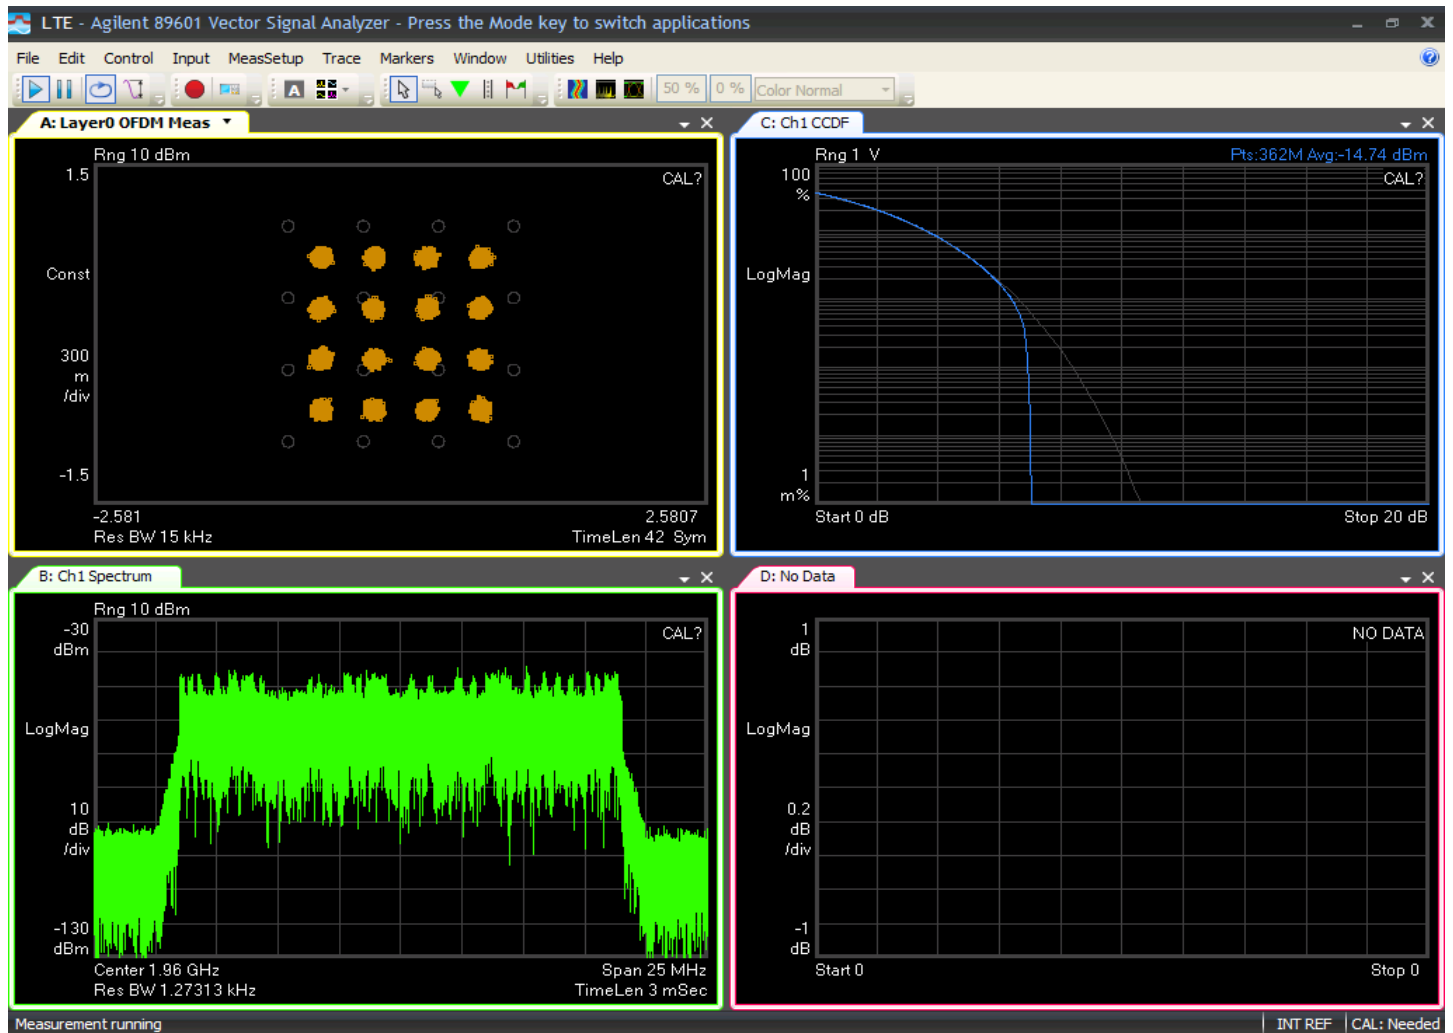 LTE - Agilent 89601 Vector Signal Analyzer - Press the Mode key to switch applications
File Edit Control Input MeasSetup Trace Markers Window Utilities Help
A 50 % 0 % Color Normal
A: Layer0 OFDM Meas
Rng 10 dBm
1.5
CAL?
Const
300
m
/div
-1.5
-2.581
2.5807
Res BW 15 kHz
TimeLen 42 Sym
C: Ch1 CCDF
Rng 1 V
Pts:362M Avg:-14.74 dBm
100
%
CAL?
LogMag
1
m%
Start 0 dB
Stop 20 dB
B: Ch1 Spectrum
Rng 10 dBm
-30
dBm
CAL?
LogMag
10
dB
/div
-130
dBm
Center 1.96 GHz
Span 25 MHz
Res BW 1.27313 kHz
TimeLen 3 mSec
D: No Data
1
dB
NO DATA
LogMag
0.2
dB
/div
-1
dB
Start 0
Stop 0
Measurement running
INT REF
CAL: Needed